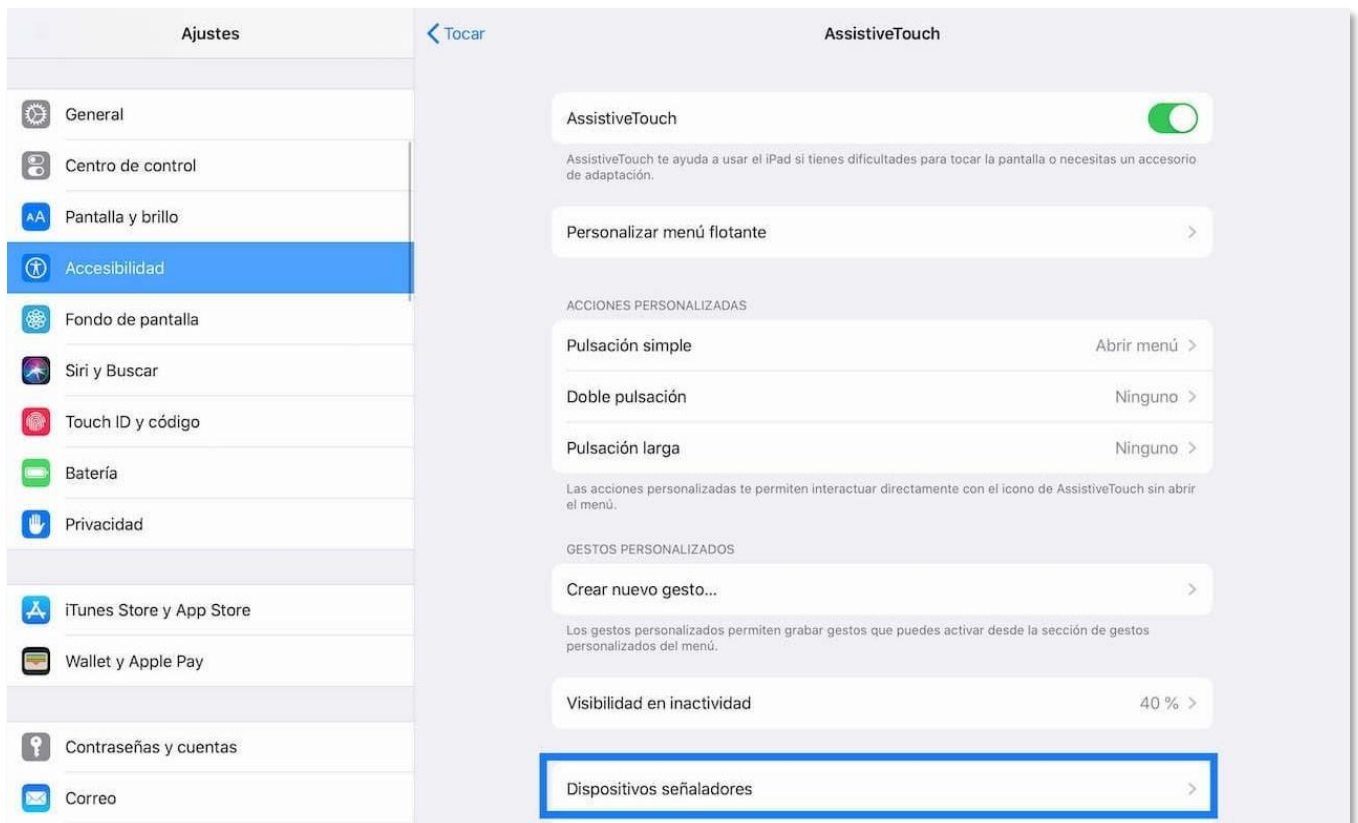 Ajustes
General
Centro de control
Pantalla y brillo
Accesibilidad
Fondo de pantalla
Siri y Buscar
Touch ID y código
Batería
Privacidad
iTunes Store y App Store
Wallet y Apple Pay
Contraseñas y cuentas
Correo
Tocar
AssistiveTouch
AssistiveTouch
AssistiveTouch te ayuda a usar el iPad si tienes dificultades para tocar la pantalla o necesitas un accesorio
de adaptación.
Personalizar menú flotante
ACCIONES PERSONALIZADAS
Pulsación simple Abrir menú
Doble pulsación Ninguno
Pulsación larga Ninguno
Las acciones personalizadas te permiten interactuar directamente con el icono de AssistiveTouch sin abrir
el menú.
GESTOS PERSONALIZADOS
Crear nuevo gesto...
Los gestos personalizados permiten grabar gestos que puedes activar desde la sección de gestos
personalizados del menú.
Visibilidad en inactividad 40 %
Dispositivos señaladores